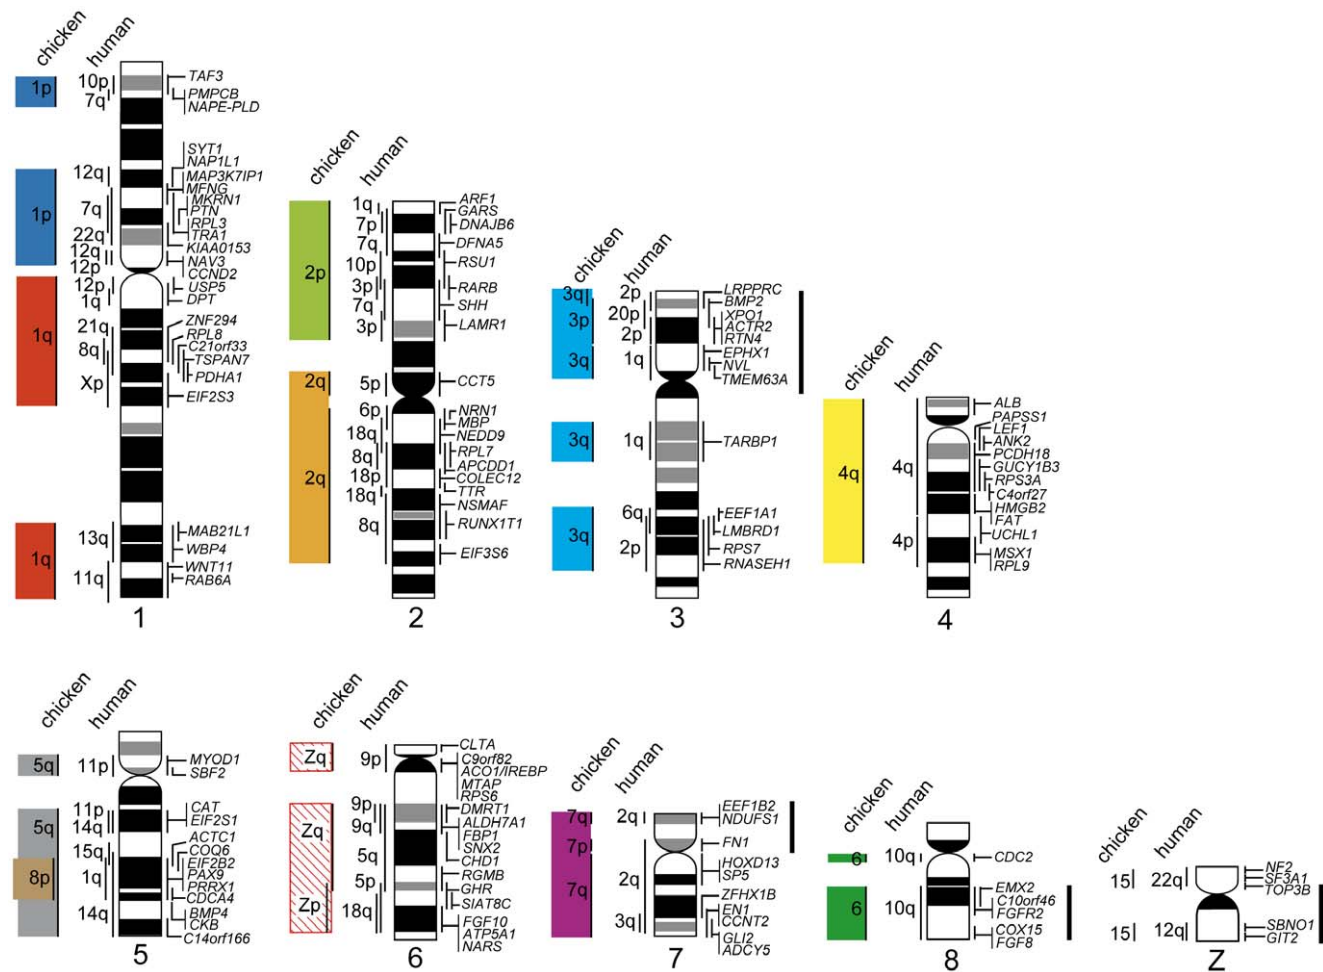 chicken
human
1p
10p
7q
TAF3
PMPCB
NAPE-PLD
1p
12q
7q
22q
12q
12p
SYT1
NAP1L1
MAP3K7IP1
MFNG
MKRN1
PTN
RPL3
TRA1
KIAA0153
NAV3
CCND2
1q
12p
1q
21q
8q
Xp
USP5
DPT
ZNF294
RPL8
C21orf33
TSPAN7
PDHA1
EIF2S3
1q
13q
11q
MAB21L1
WBP4
WNT11
RAB6A
1
chicken
human
2p
1q
7p
7q
10p
3p
7q
3p
ARF1
GARS
DNAJB6
DFNA5
RSU1
RARB
SHH
LAMR1
2q
5p
CCT5
2q
6p
18q
8q
18p
18q
8q
NRN1
MBP
NEDD9
RPL7
APCDD1
COLEC12
TTR
NSMAF
RUNX1T1
EIF3S6
2
chicken
human
3q
3p
3q
2p
20p
2p
1q
LRPPRC
BMP2
XPO1
ACTR2
RTN4
EPHX1
NVL
TMEM63A
3q
1q
TARBP1
3q
6q
2p
EEF1A1
LMBRD1
RPS7
RNASEH1
3
chicken
human
4q
4q
4p
ALB
PAPSS1
LEF1
ANK2
PCDH18
GUCY1B3
RPS3A
C4orf27
HMGB2
FAT
UCHL1
MSX1
RPL9
4
chicken
human
5q
11p
MYOD1
SBF2
5q
8p
11p
14q
15q
1q
14q
CAT
EIF2S1
ACTC1
COQ6
EIF2B2
PAX9
PRRX1
CDCA4
BMP4
CKB
C14orf166
5
chicken
human
Zq
9p
CLTA
C9orf82
ACO1/IREBP
MTAP
RPS6
Zq
Zp
9p
9q
5q
5p
18q
DMRT1
ALDH7A1
FBP1
SNX2
CHD1
RGMB
GHR
SIAT8C
FGF10
ATP5A1
NARS
6
chicken
human
7q
7p
7q
2q
2q
3q
EEF1B2
NDUFS1
FN1
HOXD13
SP5
ZFHX1B
EN1
CCNT2
GLI2
ADCY5
7
chicken
human
6
10q
CDC2
6
10q
EMX2
C10orf46
FGFR2
COX15
FGF8
8
chicken
human
15
22q
NF2
SF3A1
TOP3B
15
12q
SBNO1
GIT2
Z